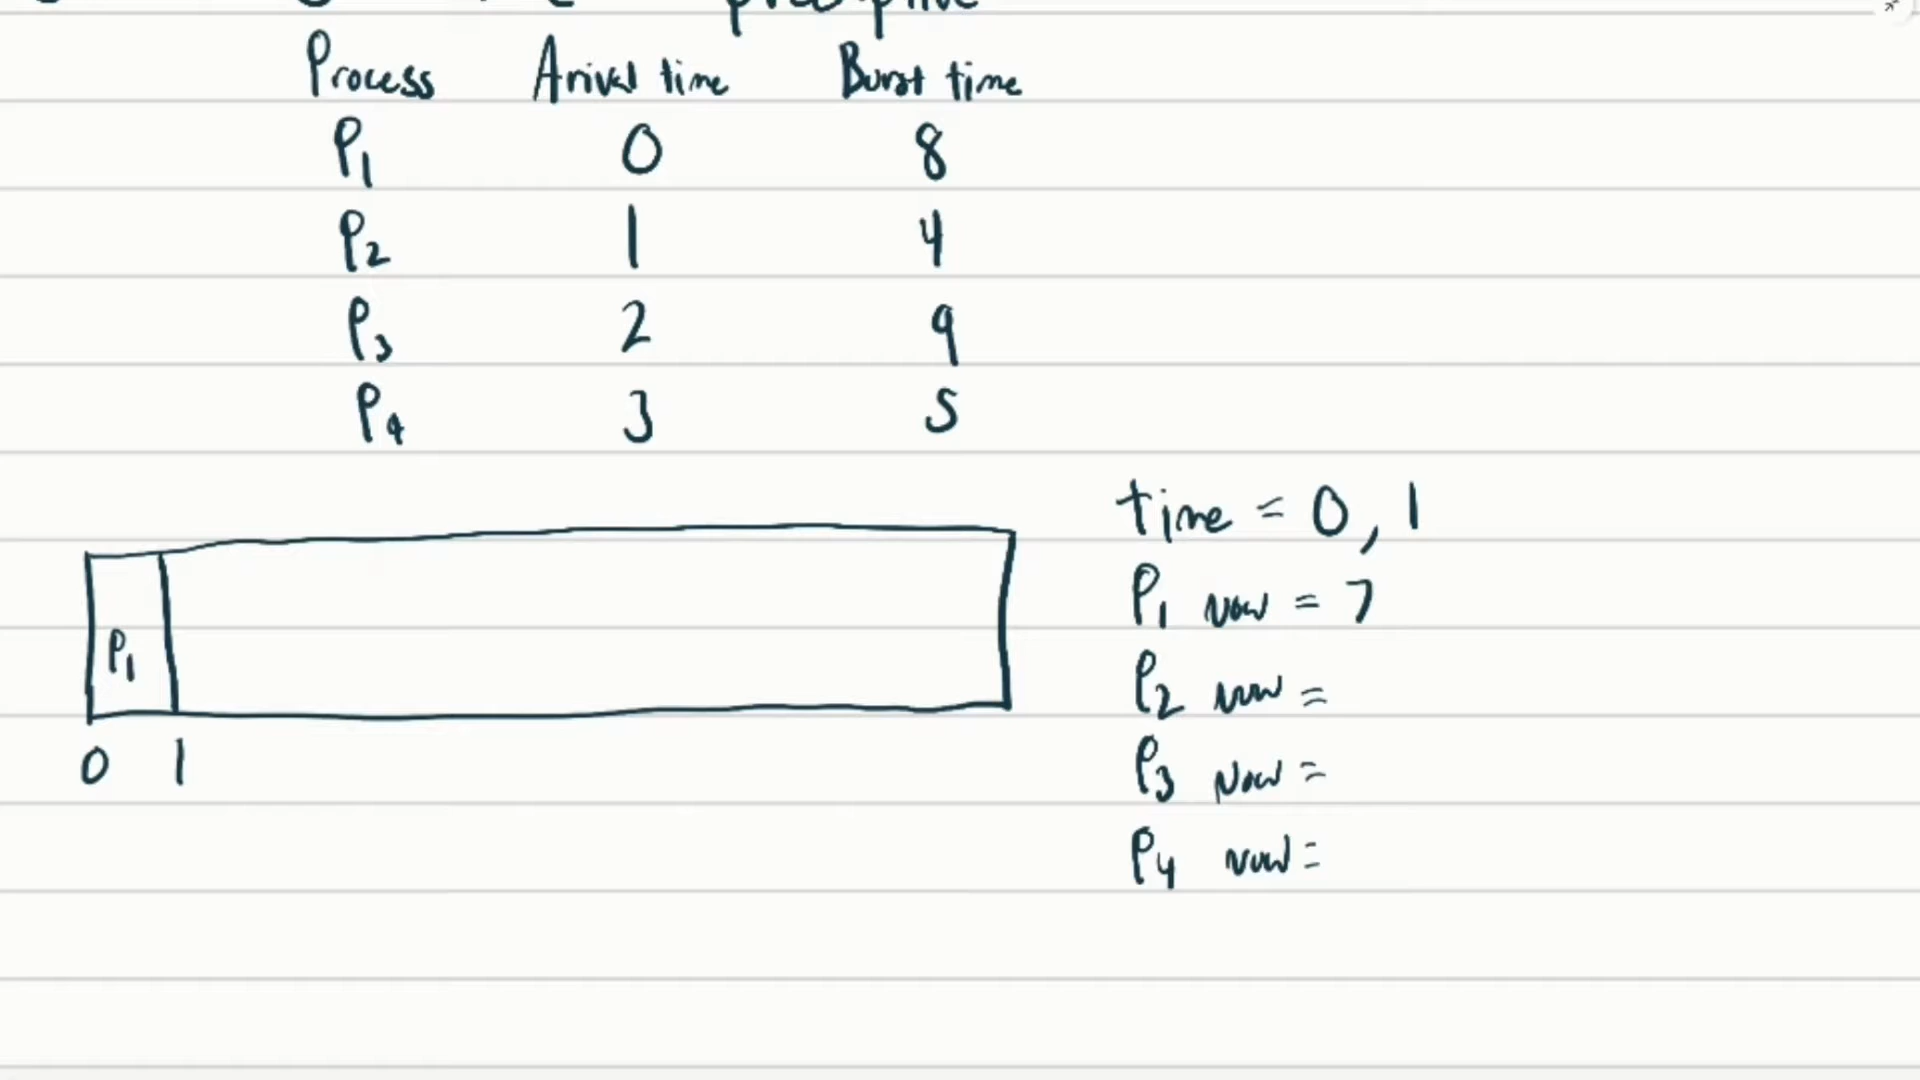 preemptive
Process Arival time Burst time
P1 0 8
P2 1 4
P3 2 9
P4 3 5
time = 0, 1
P1 now = 7
P2 now =
P1
P3 now =
0 1
P4 now =